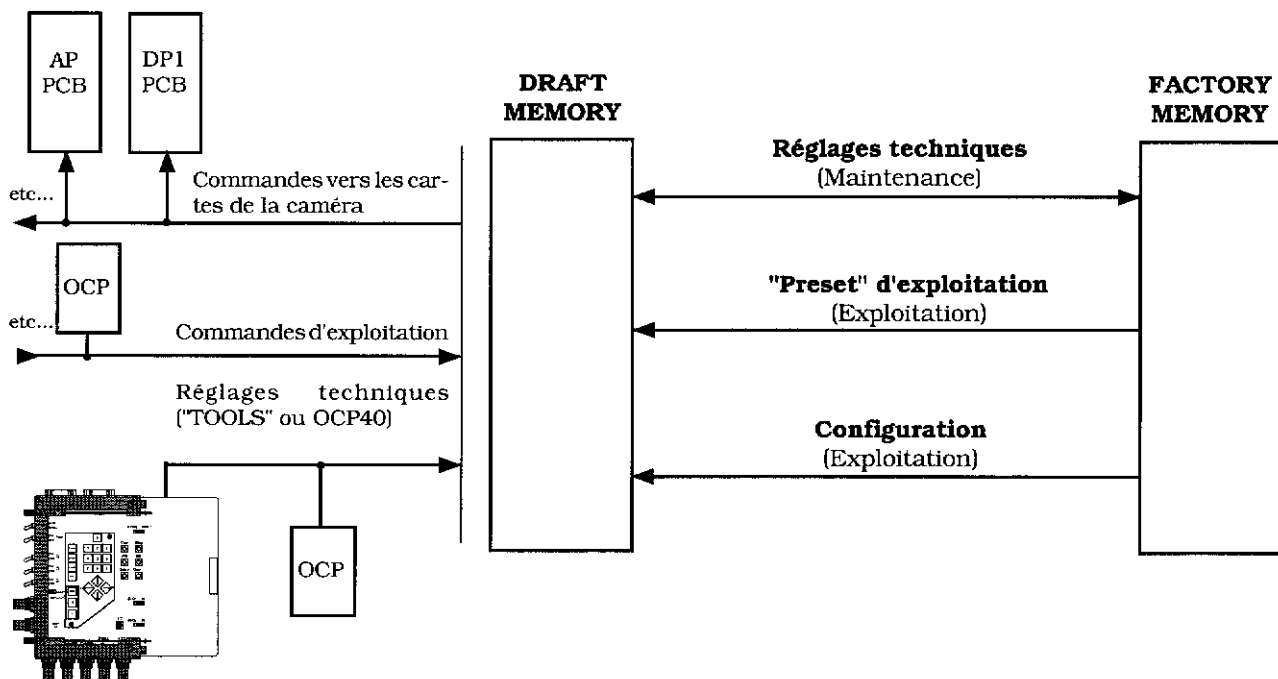 AP
PCB
DP1
PCB
DRAFT
MEMORY
FACTORY
MEMORY
Réglages techniques
(Maintenance)
Commandes vers les car-
tes de la caméra
etc...
OCP
"Preset" d'exploitation
(Exploitation)
etc...
Commandes d'exploitation
Réglages techniques
("TOOLS" ou OCP40)
Configuration
(Exploitation)
OCP